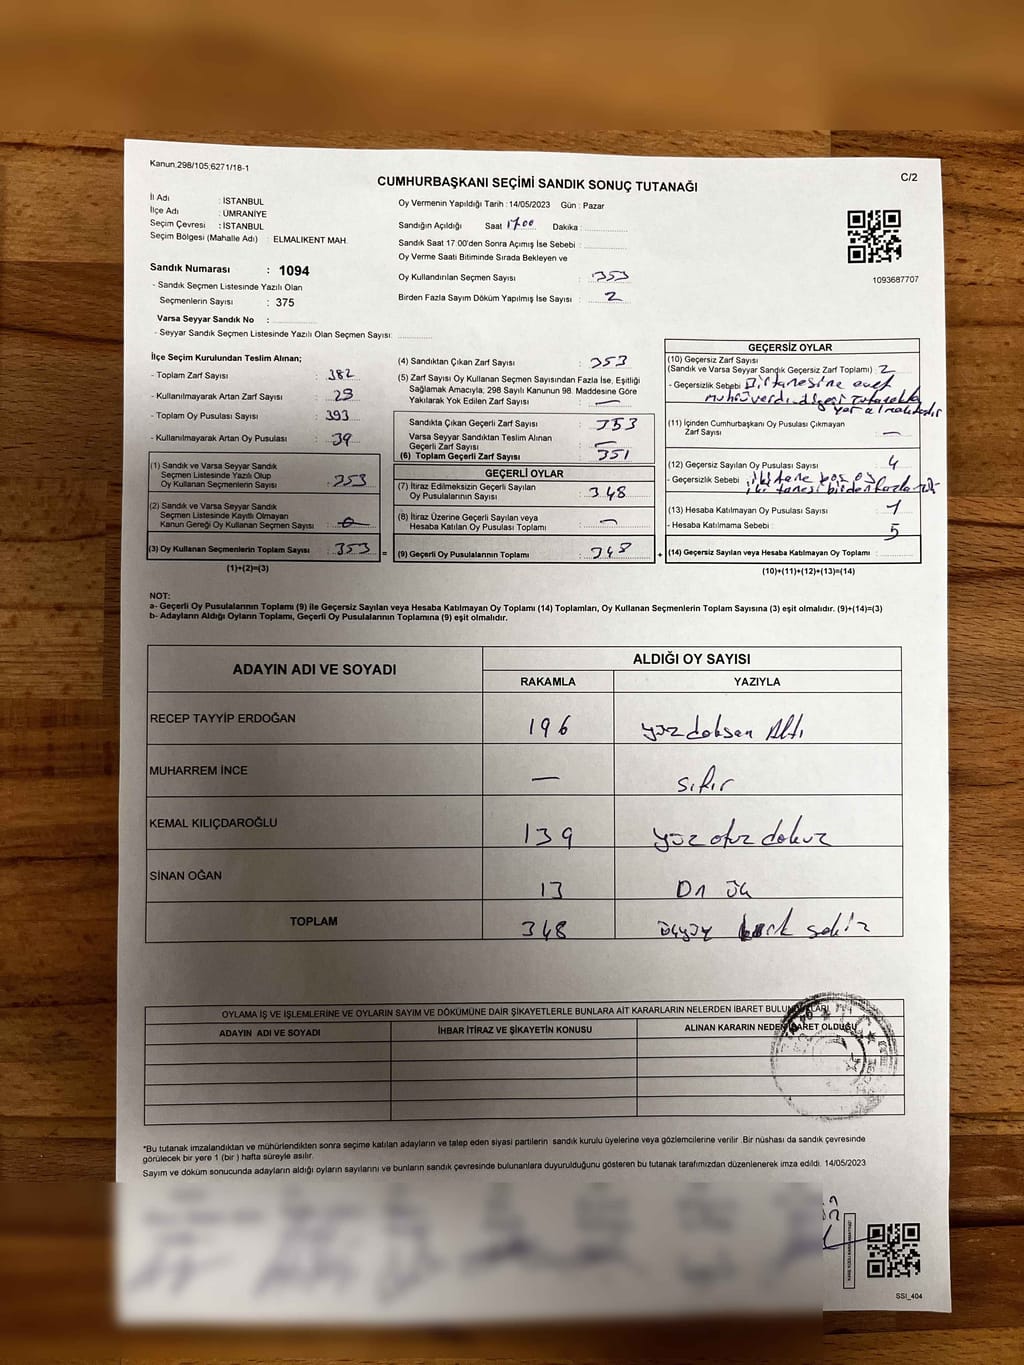 Kanun.298/105,6271/18-1
C/2
CUMHURBAŞKANI SEÇİMİ SANDIK SONUÇ TUTANAĞI
İl Adı : İSTANBUL
İlçe Adı : ÜMRANİYE
Seçim Çevresi : İSTANBUL
Seçim Bölgesi (Mahalle Adı) : ELMALIKENT MAH.
Sandık Numarası : 1094
- Sandık Seçmen Listesinde Yazılı Olan
Seçmenlerin Sayısı : 375
Varsa Seyyar Sandık No :
- Seyyar Sandık Seçmen Listesinde Yazılı Olan Seçmen Sayısı:
Oy Vermenin Yapıldığı Tarih : 14/05/2023 Gün : Pazar
Sandığın Açıldığı Saat 17.00 Dakika :
Sandık Saat 17.00'den Sonra Açmış İse Sebebi :
Oy Verme Saati Bitiminde Sırada Bekleyen ve
Oy Kullandırılan Seçmen Sayısı : 353
Birden Fazla Sayım Döküm Yapılmış İse Sayısı : 2
1093687707
İlçe Seçim Kurulundan Teslim Alınan;
- Toplam Zarf Sayısı : 382
- Kullanılmayarak Artan Zarf Sayısı : 29
- Toplam Oy Pusulası Sayısı : 393
- Kullanılmayarak Artan Oy Pusulası : 39
(1) Sandık ve Varsa Seyyar Sandık
Seçmen Listesinde Yazılı Olup
Oy Kullanan Seçmenlerin Sayısı : 353
(2) Sandık ve Varsa Seyyar Sandık
Seçmen Listesinde Kayıtlı Olmayan
Kanun Gereği Oy Kullanan Seçmen Sayısı : 0
(3) Oy Kullanan Seçmenlerin Toplam Sayısı : 353 =
(1)+(2)=(3)
(4) Sandıktan Çıkan Zarf Sayısı : 353
(5) Zarf Sayısı Oy Kullanan Seçmen Sayısından Fazla İse, Eşitliği
Sağlamak Amacıyla, 298 Sayılı Kanunun 98. Maddesine Göre
Yakılarak Yok Edilen Zarf Sayısı : —
Sandıkta Çıkan Geçerli Zarf Sayısı : 353
Varsa Seyyar Sandıktan Teslim Alınan
Geçerli Zarf Sayısı : —
(6) Toplam Geçerli Zarf Sayısı : 351
GEÇERLİ OYLAR
(7) İtiraz Edilmeksizin Geçerli Sayılan
Oy Pusulalarının Sayısı : 348
(8) İtiraz Üzerine Geçerli Sayılan veya
Hesaba Katılan Oy Pusulası Toplamı : —
(9) Geçerli Oy Pusulalarının Toplamı : 348 +
GEÇERSİZ OYLAR
(10) Geçersiz Zarf Sayısı
(Sandık ve Varsa Seyyar Sandık Geçersiz Zarf Toplamı) 2
- Geçersizlik Sebebi Bir tanesine evet
tutanakta
yer almaktadır
(11) İçinden Cumhurbaşkanı Oy Pusulası Çıkmayan
Zarf Sayısı : —
(12) Geçersiz Sayılan Oy Pusulası Sayısı : 4
- Geçersizlik Sebebi iki tane boş oy
iki tanesi birden fazla
(13) Hesaba Katılmayan Oy Pusulası Sayısı : 1
- Hesaba Katılmama Sebebi : 5
(14) Geçersiz Sayılan veya Hesaba Katılmayan Oy Toplamı :
(10)+(11)+(12)+(13)=(14)
NOT:
a- Geçerli Oy Pusulalarının Toplamı (9) ile Geçersiz Sayılan veya Hesaba Katılmayan Oy Toplamı (14) Toplamları, Oy Kullanan Seçmenlerin Toplam Sayısına (3) eşit olmalıdır. (9)+(14)=(3)
b- Adayların Aldığı Oyların Toplamı, Geçerli Oy Pusulalarının Toplamına (9) eşit olmalıdır.
ADAYIN ADI VE SOYADI ALDIĞI OY SAYISI
RAKAMLA YAZIYLA
RECEP TAYYİP ERDOĞAN 196 yüz doksan Altı
MUHARREM İNCE — sıfır
KEMAL KILIÇDAROĞLU 139 yüz otuz dokuz
SİNAN OĞAN 13 On üç
TOPLAM 348 üçyüz kırk sekiz
OYLAMA İŞ VE İŞLEMLERİNE VE OYLARIN SAYIM VE DÖKÜMÜNE DAİR ŞİKAYETLERLE BUNLARA AİT KARARLARIN NELERDEN İBARET BULUNDUKLARI
ADAYIN ADI VE SOYADI İHBAR İTİRAZ VE ŞİKAYETİN KONUSU ALINAN KARARIN NEDEN İBARET OLDUĞU
*Bu tutanak imzalandıktan ve mühürlendikten sonra seçime katılan adayların ve talep eden siyasi partilerin sandık kurulu üyelerine veya gözlemcilerine verilir .Bir nüshası da sandık çevresinde
görülecek bir yere 1 (bir ) hafta süreyle asılır.
Sayım ve döküm sonucunda adayların aldığı oyların sayılarını ve bunların sandık çevresinde bulunanlara duyurulduğunu gösteren bu tutanak tarafımızdan düzenlenerek imza edildi. 14/05/2023
SSI_404